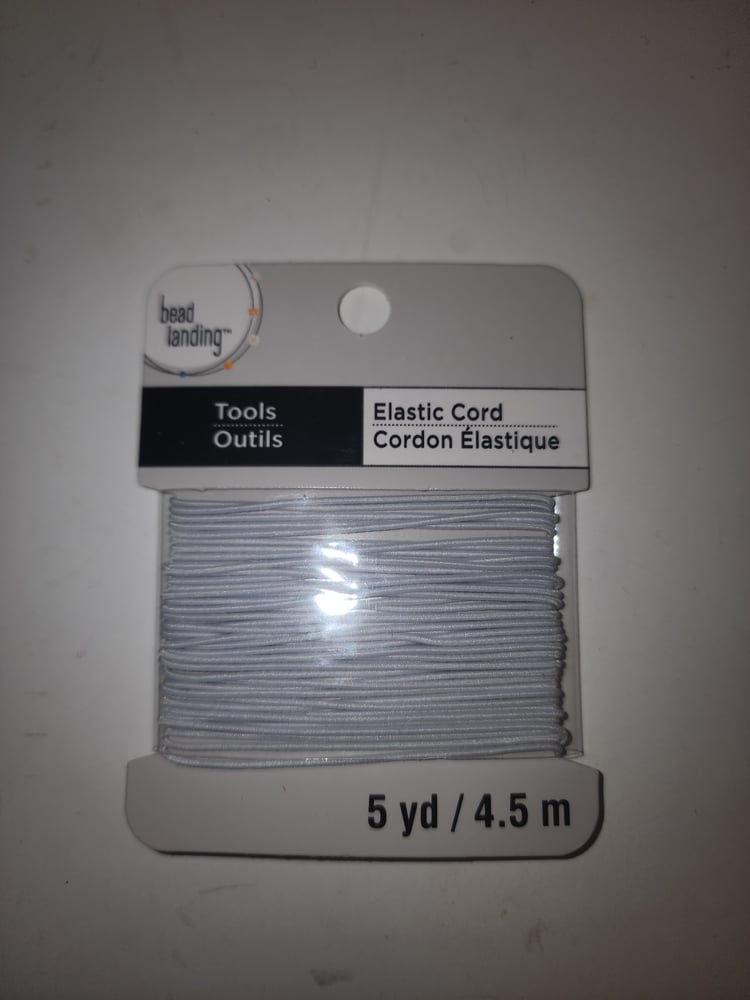 bead
landing™
Tools
Outils
Elastic Cord
Cordon Élastique
5 yd / 4.5 m